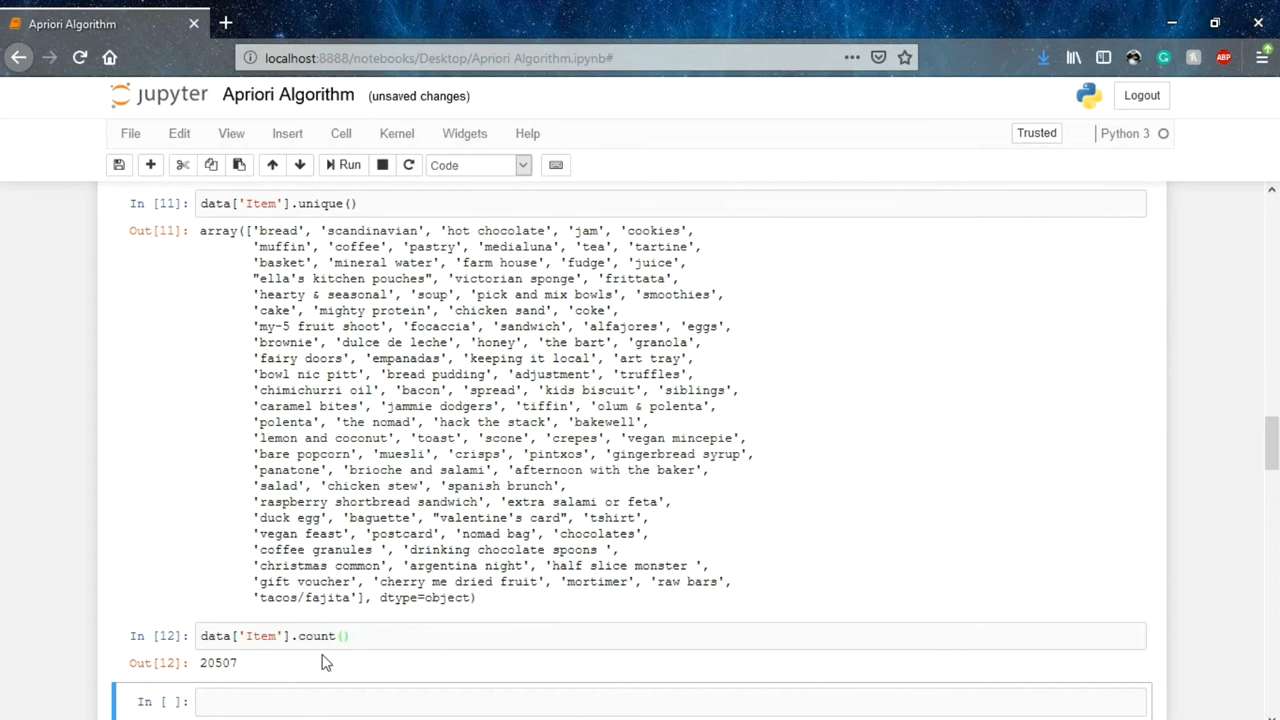 Apriori Algorithm
localhost:8888/notebooks/Desktop/Apriori Algorithm.ipynb#
ABP
jupyter Apriori Algorithm (unsaved changes)
Logout
File Edit View Insert Cell Kernel Widgets Help
Trusted
Python 3
Run
Code
In [11]: data['Item'].unique()
Out[11]: array(['bread', 'scandinavian', 'hot chocolate', 'jam', 'cookies',
'muffin', 'coffee', 'pastry', 'medialuna', 'tea', 'tartine',
'basket', 'mineral water', 'farm house', 'fudge', 'juice',
"ella's kitchen pouches", 'victorian sponge', 'frittata',
'hearty & seasonal', 'soup', 'pick and mix bowls', 'smoothies',
'cake', 'mighty protein', 'chicken sand', 'coke',
'my-5 fruit shoot', 'focaccia', 'sandwich', 'alfajores', 'eggs',
'brownie', 'dulce de leche', 'honey', 'the bart', 'granola',
'fairy doors', 'empanadas', 'keeping it local', 'art tray',
'bowl nic pitt', 'bread pudding', 'adjustment', 'truffles',
'chimichurri oil', 'bacon', 'spread', 'kids biscuit', 'siblings',
'caramel bites', 'jammie dodgers', 'tiffin', 'olum & polenta',
'polenta', 'the nomad', 'hack the stack', 'bakewell',
'lemon and coconut', 'toast', 'scone', 'crepes', 'vegan mincepie',
'bare popcorn', 'muesli', 'crisps', 'pintxos', 'gingerbread syrup',
'panatone', 'brioche and salami', 'afternoon with the baker',
'salad', 'chicken stew', 'spanish brunch',
'raspberry shortbread sandwich', 'extra salami or feta',
'duck egg', 'baguette', "valentine's card", 'tshirt',
'vegan feast', 'postcard', 'nomad bag', 'chocolates',
'coffee granules ', 'drinking chocolate spoons ',
'christmas common', 'argentina night', 'half slice monster ',
'gift voucher', 'cherry me dried fruit', 'mortimer', 'raw bars',
'tacos/fajita'], dtype=object)
In [12]: data['Item'].count()
Out[12]: 20507
In [ ]: